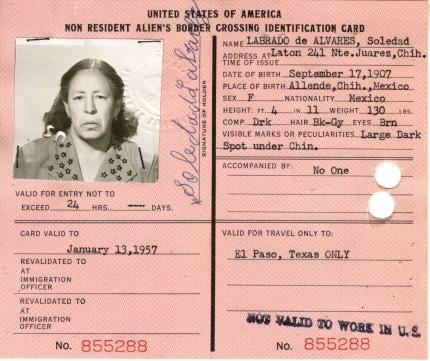 UNITED STATES OF AMERICA
NON RESIDENT ALIEN'S BORDER CROSSING IDENTIFICATION CARD
SIGNATURE OF HOLDER
Soledad Labrado
VALID FOR ENTRY NOT TO
EXCEED 24 HRS. —— DAYS.
CARD VALID TO
January 13,1957
REVALIDATED TO
AT
IMMIGRATION
OFFICER
REVALIDATED TO
AT
IMMIGRATION
OFFICER
No. 855288
NAME LABRADO de ALVARES, Soledad
ADDRESS AT Laton 241 Nte.Juarez,Chih.
TIME OF ISSUE
DATE OF BIRTH September 17,1907
PLACE OF BIRTH Allende,Chih.,Mexico
SEX F NATIONALITY Mexico
HEIGHT: FT. 4 IN. 11 WEIGHT 130 LBS.
COMP. Drk HAIR Bk-Gy EYES Brn
VISIBLE MARKS OR PECULIARITIES Large Dark
Spot under Chin.
ACCOMPANIED BY: No One
VALID FOR TRAVEL ONLY TO:
El Paso, Texas ONLY
NOT VALID TO WORK IN U.S.
No. 855288